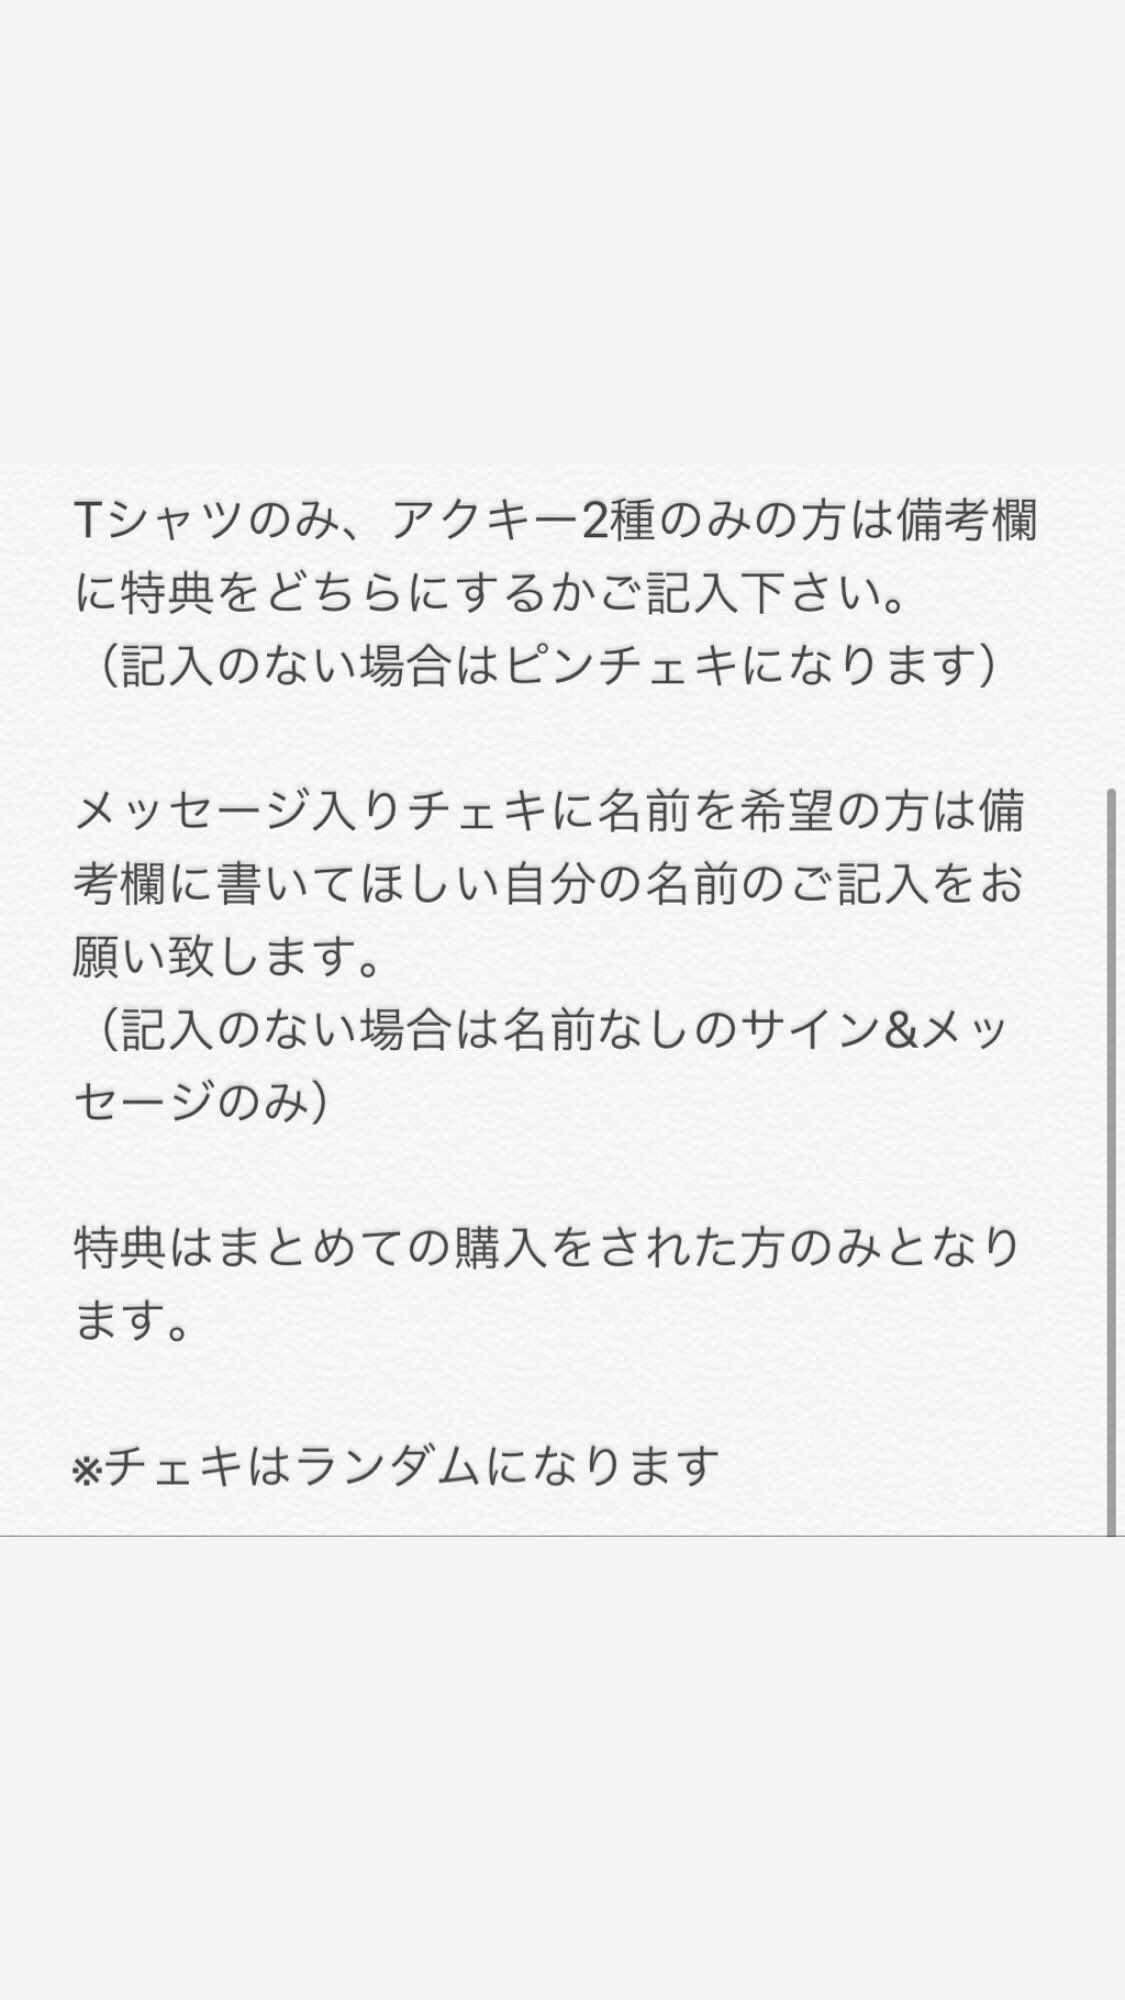 Tシャツのみ、アクキー2種のみの方は備考欄
に特典をどちらにするかご記入下さい。
（記入のない場合はピンチェキになります）
メッセージ入りチェキに名前を希望の方は備
考欄に書いてほしい自分の名前のご記入をお
願い致します。
（記入のない場合は名前なしのサイン&メッ
セージのみ）
特典はまとめての購入をされた方のみとなり
ます。
※チェキはランダムになります